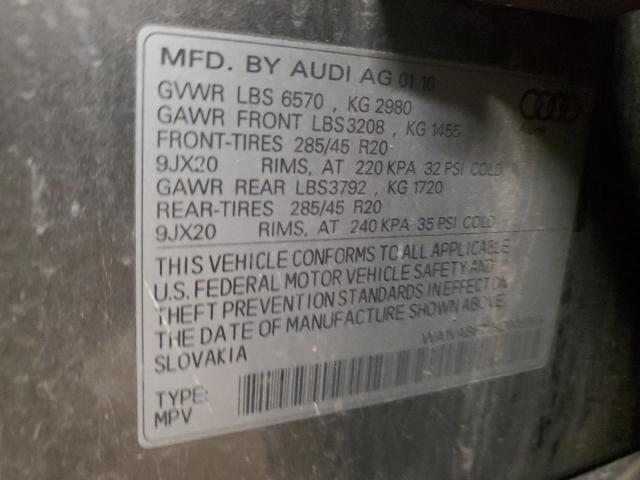 MFD. BY AUDI AG 01 16
GVWR LBS 6570 , KG 2980
GAWR FRONT LBS3208 , KG 1455
FRONT-TIRES 285/45 R20
9JX20 RIMS, AT 220 KPA 32 PSI COLD
GAWR REAR LBS3792 , KG 1720
REAR-TIRES 285/45 R20
9JX20 RIMS, AT 240 KPA 35 PSI COLD
Audi
THIS VEHICLE CONFORMS TO ALL APPLICABLE
U.S. FEDERAL MOTOR VEHICLE SAFETY AND
THEFT PREVENTION STANDARDS IN EFFECT ON
THE DATE OF MANUFACTURE SHOWN ABOVE.
SLOVAKIA
TYPE:
MPV